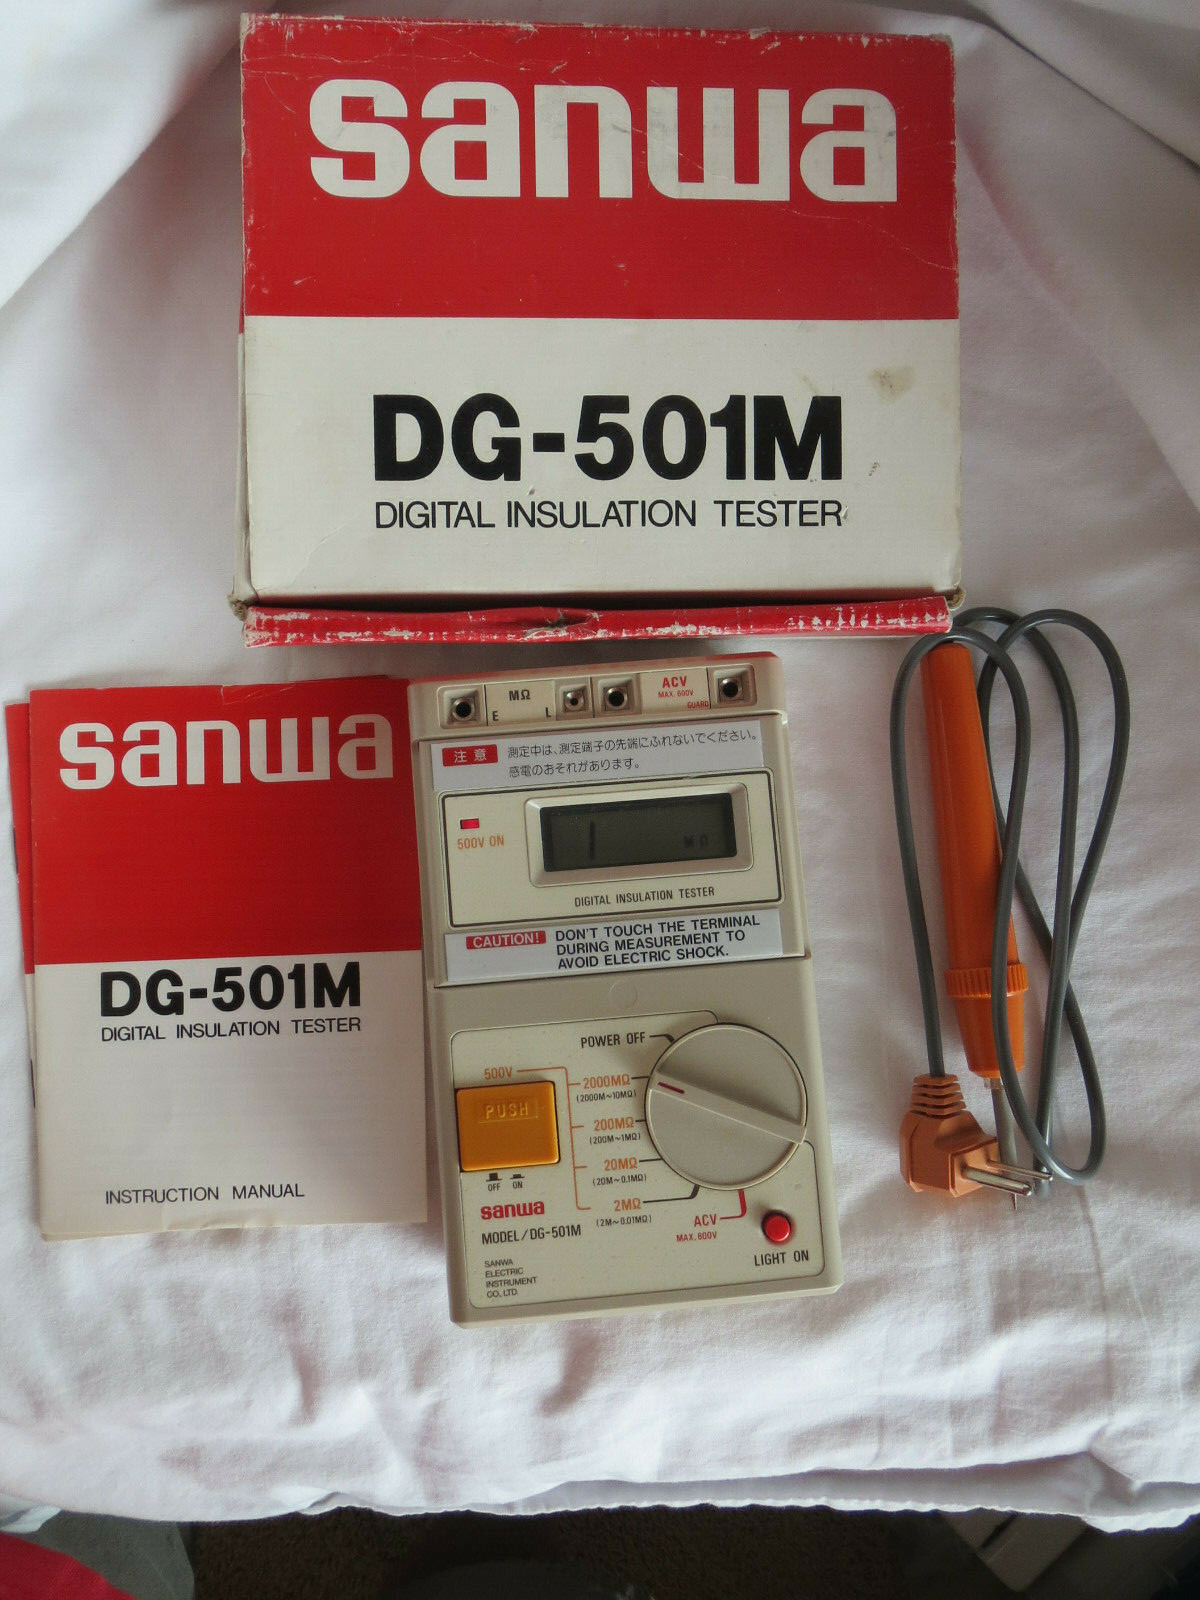 sanwa
DG-501M
DIGITAL INSULATION TESTER
sanwa
DG-501M
DIGITAL INSULATION TESTER
INSTRUCTION MANUAL
MΩ
E L
ACV
MAX. 600V
GUARD
注意 測定中は、測定端子の先端にふれないでください。
感電のおそれがあります。
500V ON
1 MΩ
DIGITAL INSULATION TESTER
CAUTION! DON'T TOUCH THE TERMINAL
DURING MEASUREMENT TO
AVOID ELECTRIC SHOCK.
POWER OFF
500V
PUSH
OFF ON
2000MΩ
(2000M~10MΩ)
200MΩ
(200M~1MΩ)
20MΩ
(20M~0.1MΩ)
2MΩ
(2M~0.01MΩ)
ACV
MAX. 600V
LIGHT ON
sanwa
MODEL/DG-501M
SANWA
ELECTRIC
INSTRUMENT
CO., LTD.